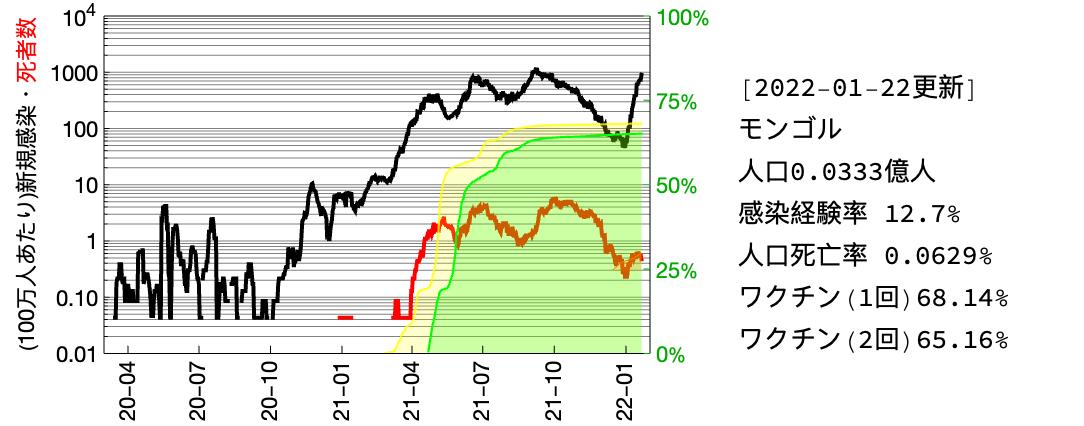 (100万人あたり)新規感染・死者数
10⁴
1000
100
10
1
0.10
0.01
100%
75%
50%
25%
0%
20-04
20-07
20-10
21-01
21-04
21-07
21-10
22-01
[2022-01-22更新]
モンゴル
人口0.0333億人
感染経験率 12.7%
人口死亡率 0.0629%
ワクチン(1回)68.14%
ワクチン(2回)65.16%